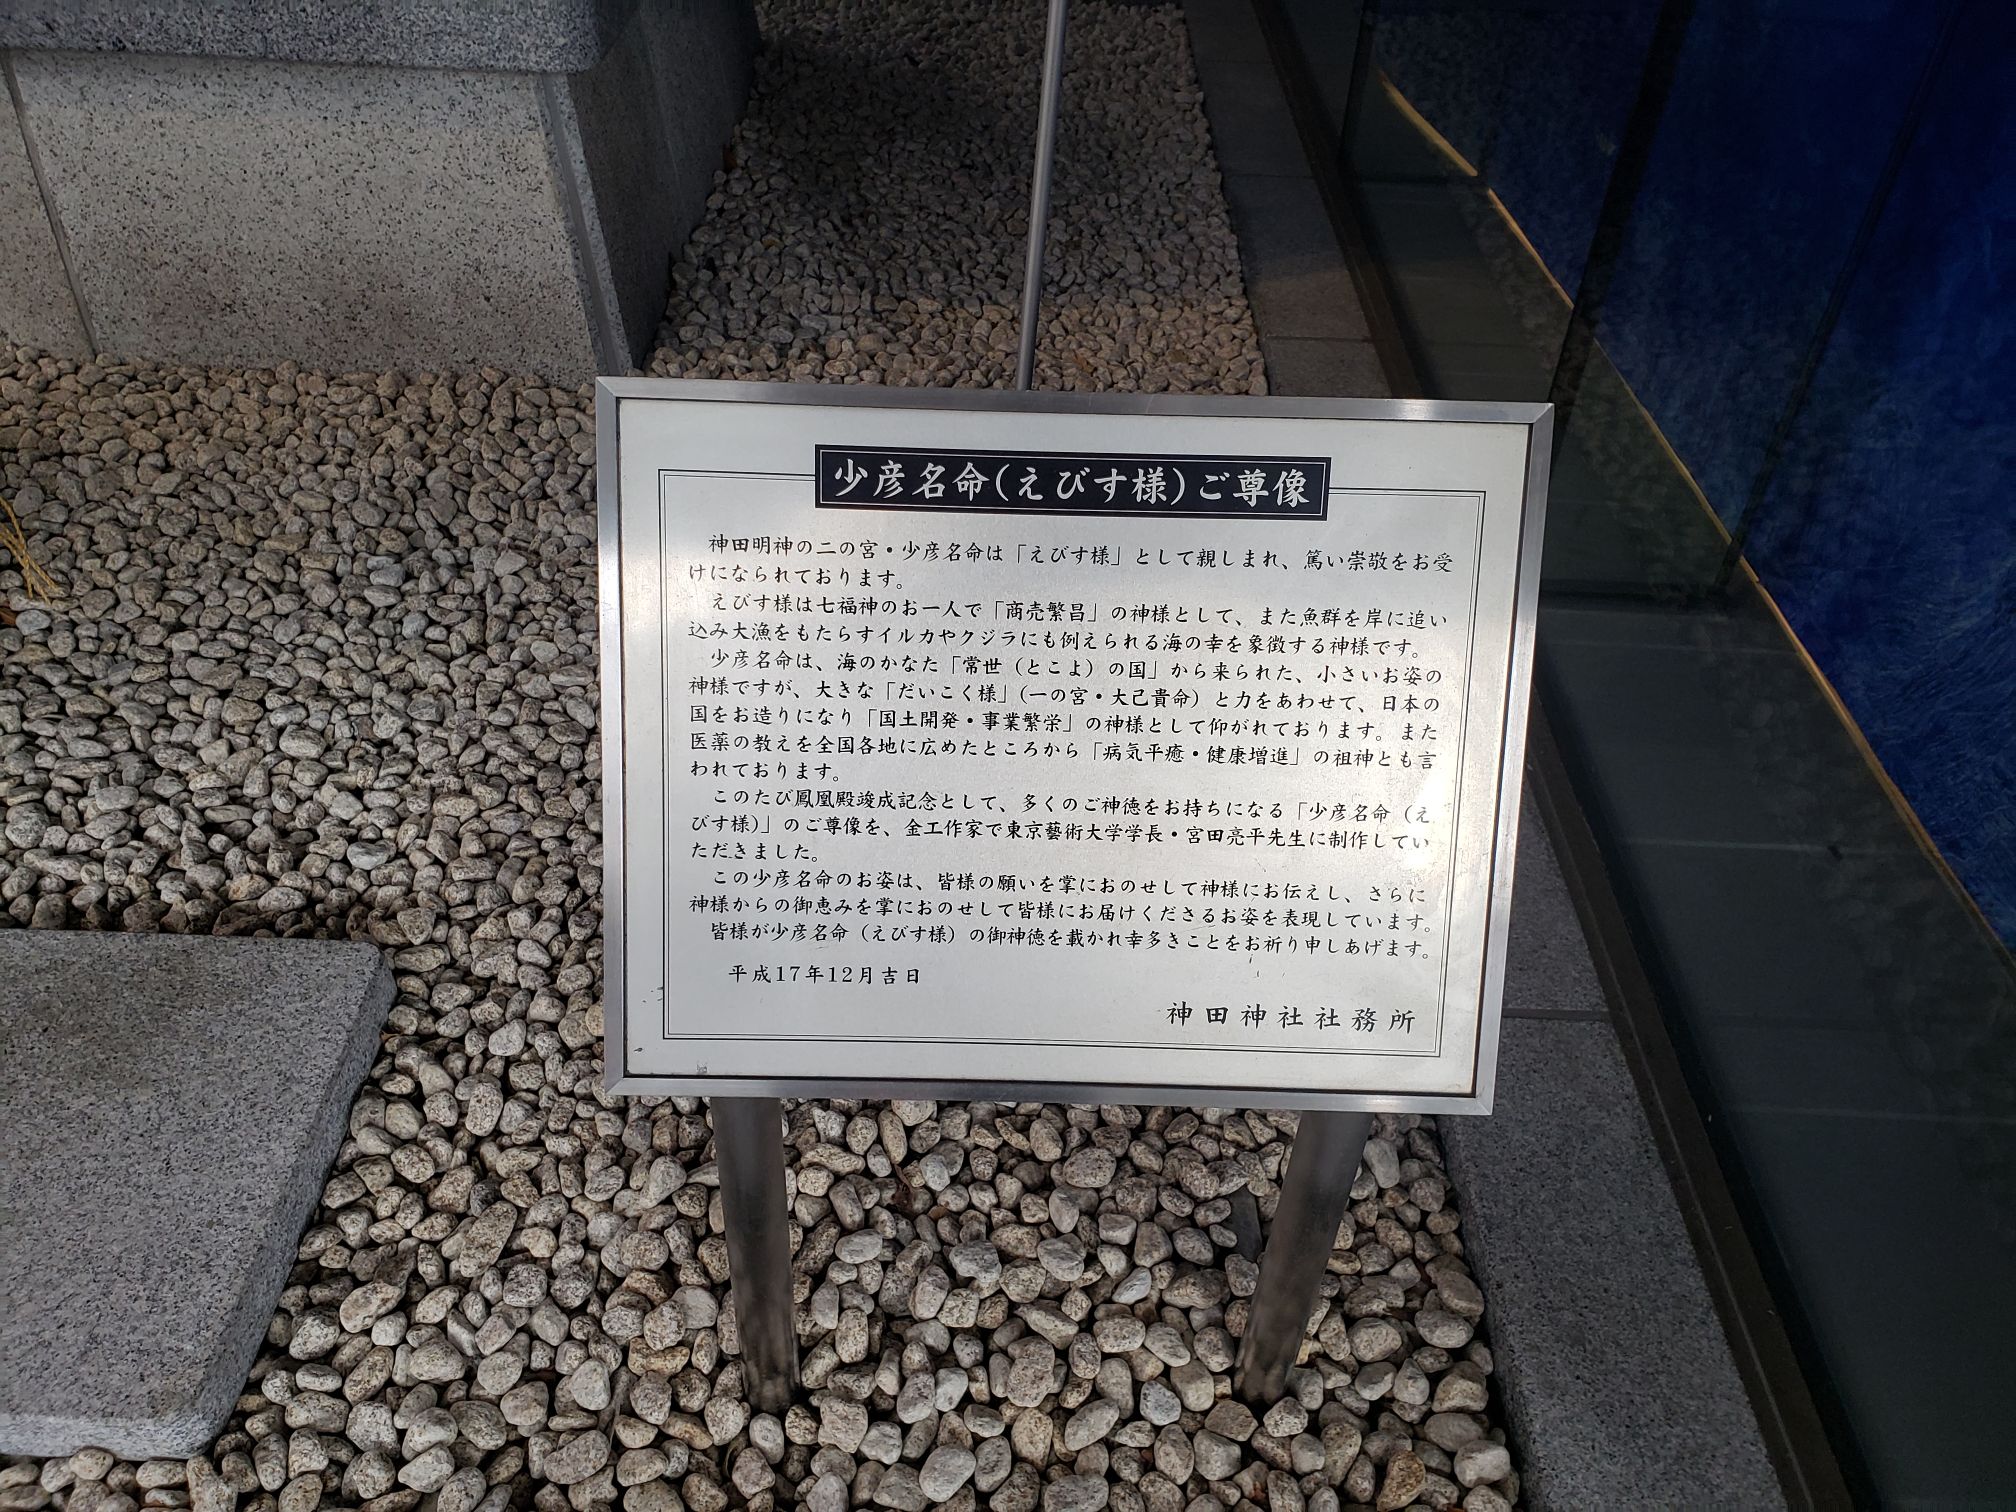 少彦名命(えびす様)ご尊像
神田明神の二の宮・少彦名命は「えびす様」として親しまれ、篤い崇敬をお受
けになられております。
えびす様は七福神のお一人で「商売繁昌」の神様として、また魚群を岸に追い
込み大漁をもたらすイルカやクジラにも例えられる海の幸を象徴する神様です。
少彦名命は、海のかなた「常世(とこよ)の国」から来られた、小さいお姿の
神様ですが、大きな「だいこく様」(一の宮・大己貴命)と力をあわせて、日本の
国をお造りになり「国土開発・事業繁栄」の神様として仰がれております。また
医薬の教えを全国各地に広めたところから「病気平癒・健康増進」の祖神とも言
われております。
このたび鳳凰殿竣成記念として、多くのご神徳をお持ちになる「少彦名命(え
びす様)」のご尊像を、金工作家で東京藝術大学学長・宮田亮平先生に制作してい
ただきました。
この少彦名命のお姿は、皆様の願いを掌におのせして神様にお伝えし、さらに
神様からの御恵みを掌におのせして皆様にお届けくださるお姿を表現しています。
皆様が少彦名命(えびす様)の御神徳を載かれ幸多きことをお祈り申しあげます。
平成17年12月吉日
神田神社社務所